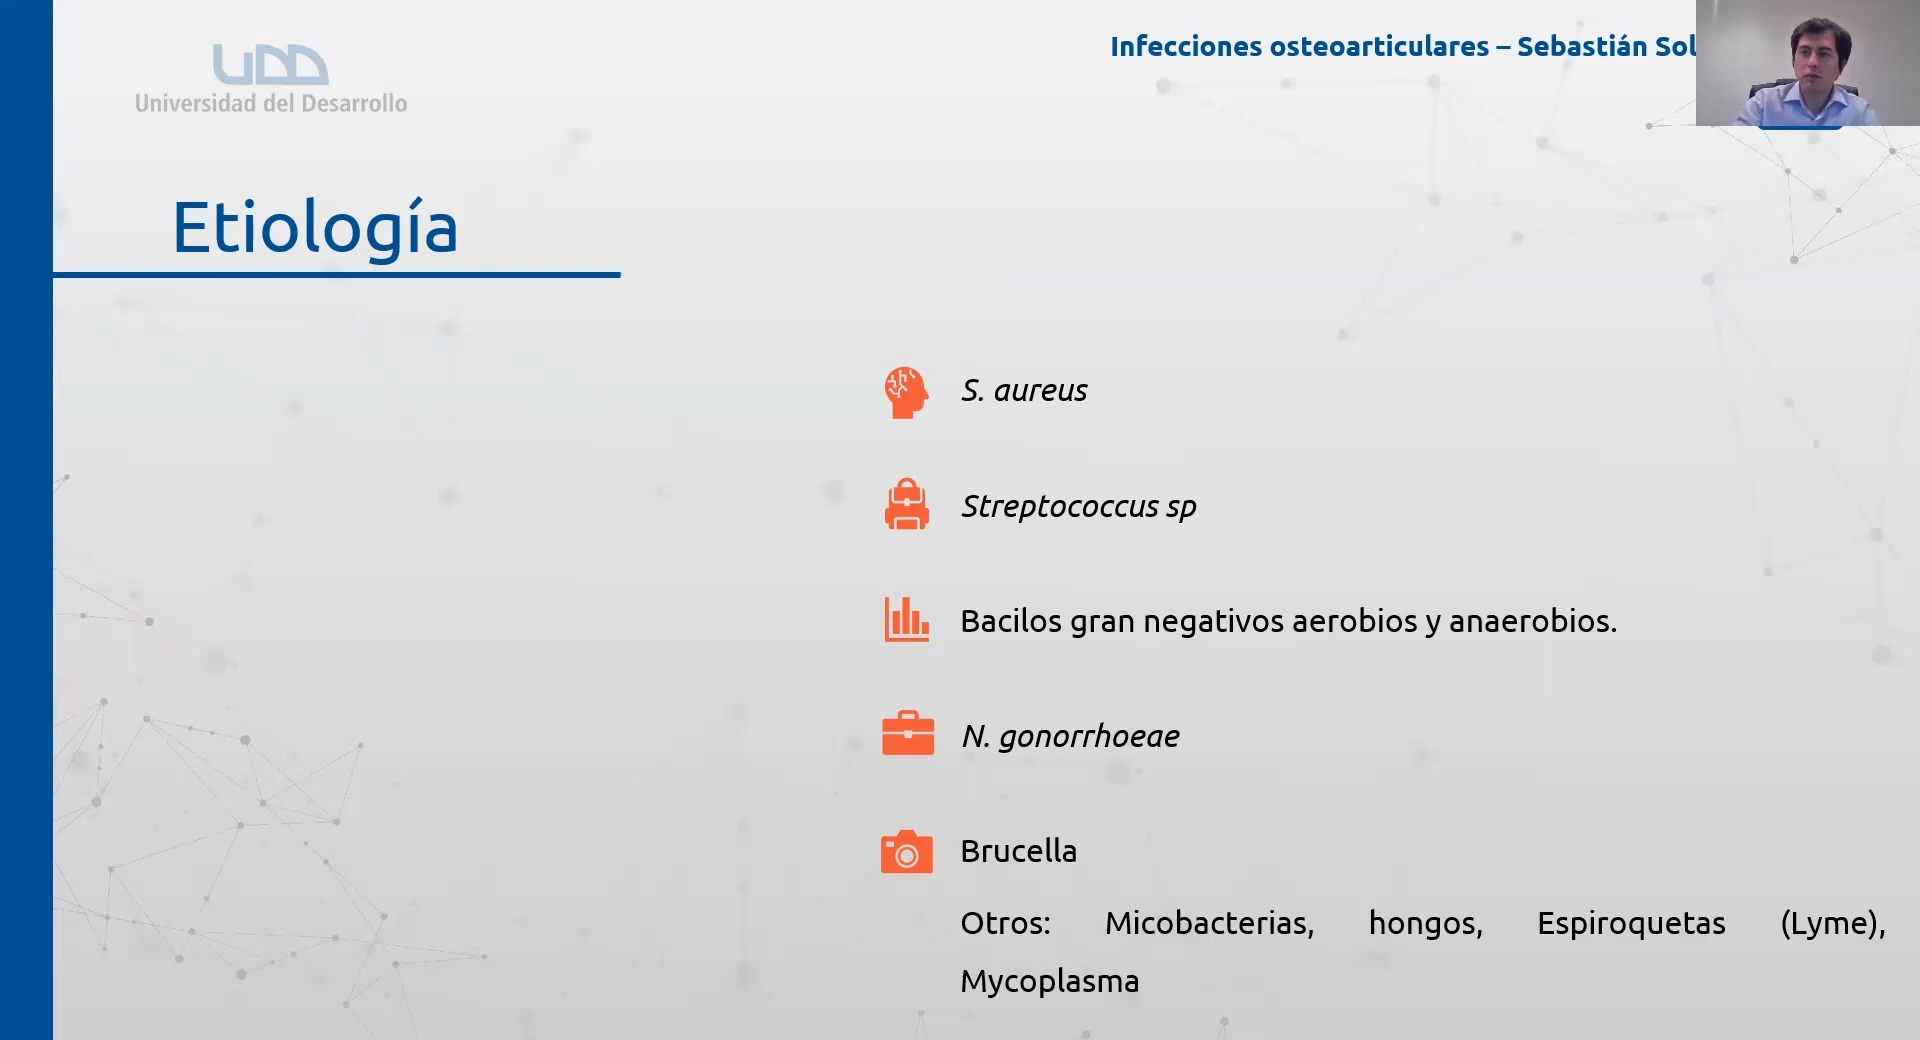 Infecciones osteoarticulares – Sebastián Sol
UDD
Universidad del Desarrollo
Etiología
S. aureus
Streptococcus sp
Bacilos gran negativos aerobios y anaerobios.
N. gonorrhoeae
Brucella
Otros: Micobacterias, hongos, Espiroquetas (Lyme),
Mycoplasma